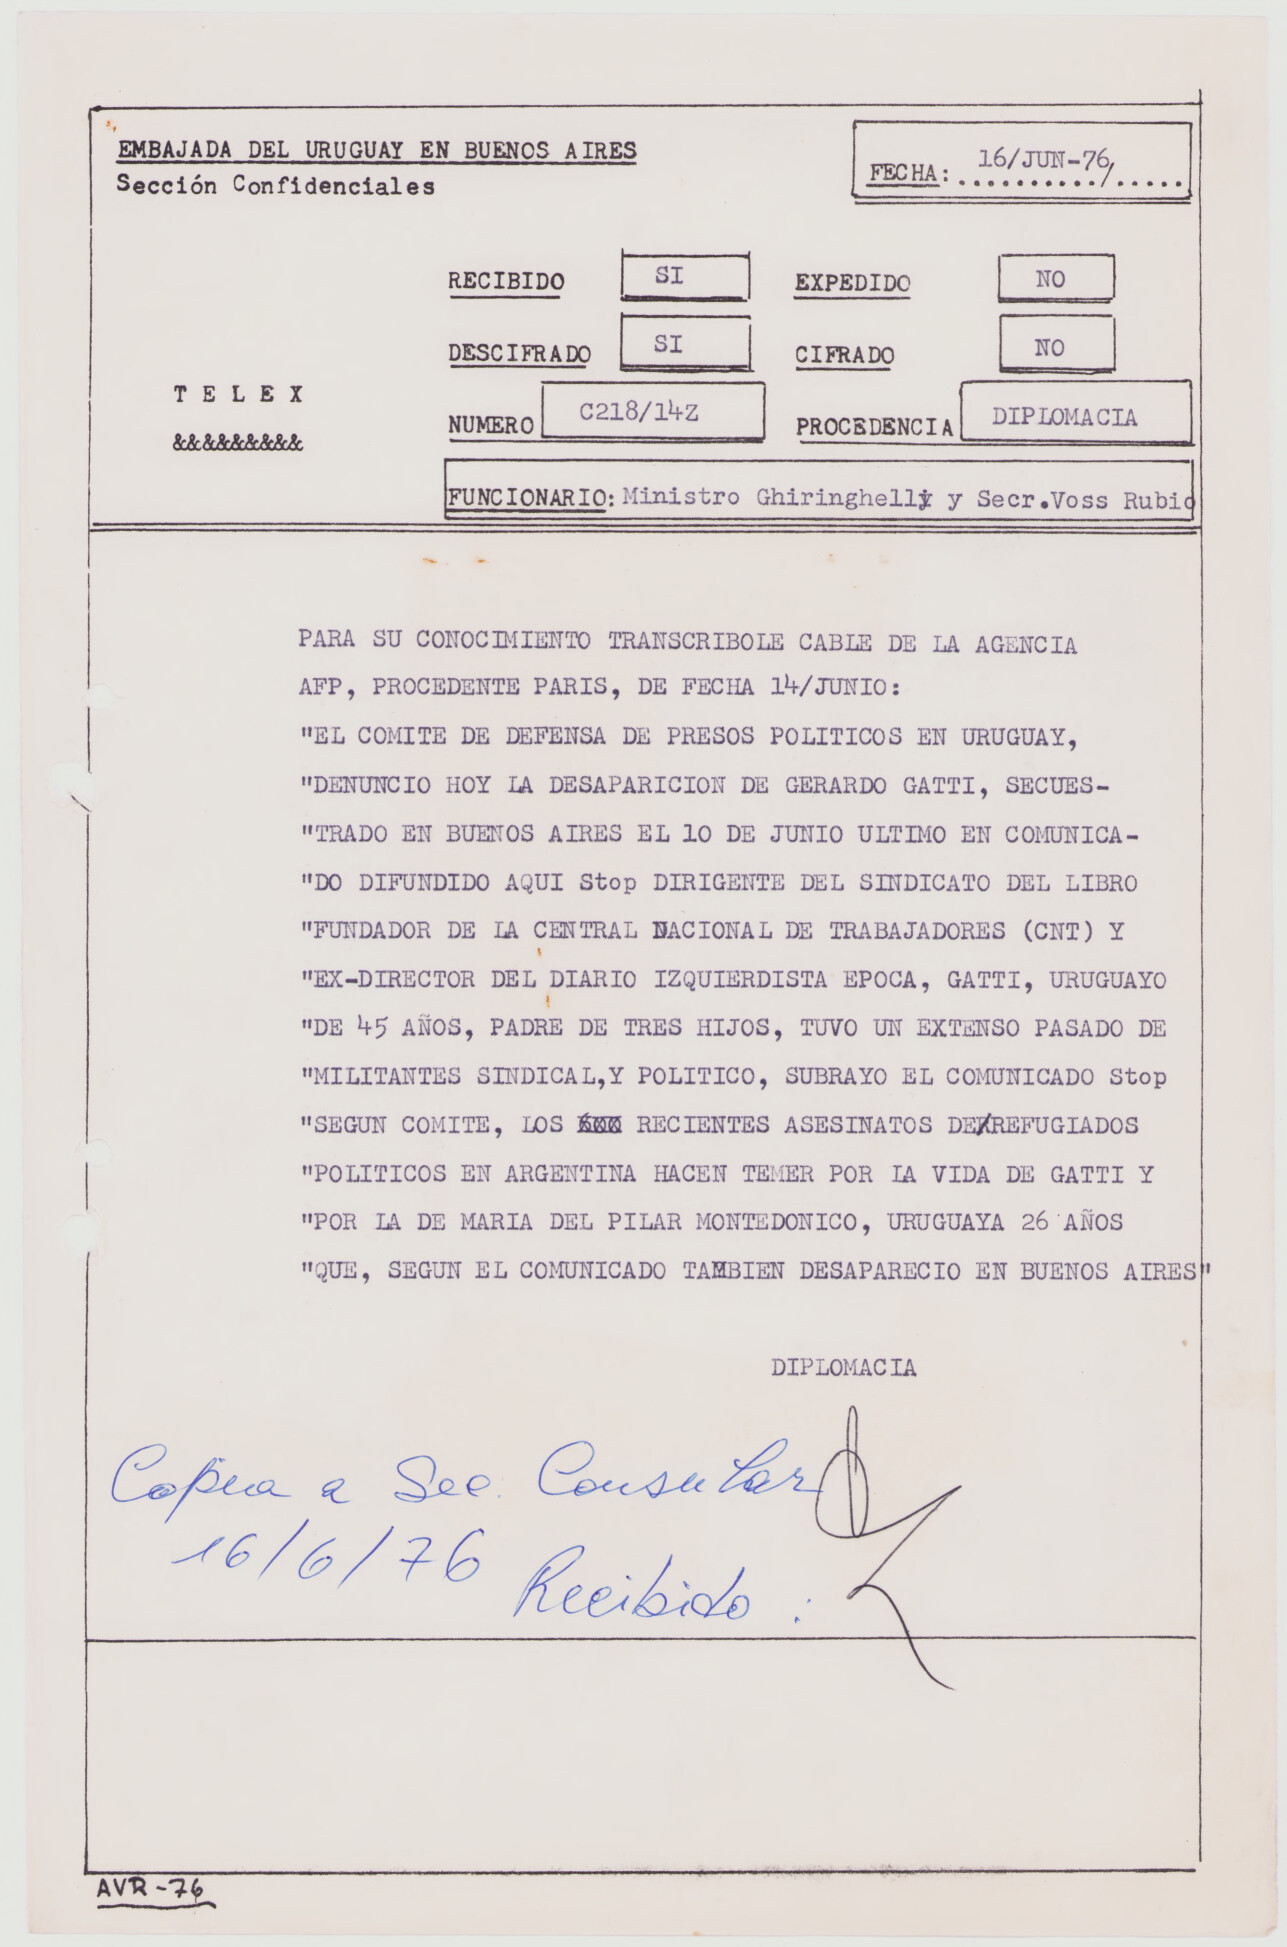 EMBAJADA DEL URUGUAY EN BUENOS AIRES
Sección Confidenciales
FECHA: 16/JUN-76/
RECIBIDO SI EXPEDIDO NO
DESCIFRADO SI CIFRADO NO
T E L E X
&&&&&&&&&
NUMERO C218/14Z PROCEDENCIA DIPLOMACIA
FUNCIONARIO: Ministro Ghiringhelli y Secr.Voss Rubio
PARA SU CONOCIMIENTO TRANSCRIBOLE CABLE DE LA AGENCIA
AFP, PROCEDENTE PARIS, DE FECHA 14/JUNIO:
"EL COMITE DE DEFENSA DE PRESOS POLITICOS EN URUGUAY,
"DENUNCIO HOY LA DESAPARICION DE GERARDO GATTI, SECUES-
"TRADO EN BUENOS AIRES EL 10 DE JUNIO ULTIMO EN COMUNICA-
"DO DIFUNDIDO AQUI Stop DIRIGENTE DEL SINDICATO DEL LIBRO
"FUNDADOR DE LA CENTRAL NACIONAL DE TRABAJADORES (CNT) Y
"EX-DIRECTOR DEL DIARIO IZQUIERDISTA EPOCA, GATTI, URUGUAYO
"DE 45 AÑOS, PADRE DE TRES HIJOS, TUVO UN EXTENSO PASADO DE
"MILITANTES SINDICAL,Y POLITICO, SUBRAYO EL COMUNICADO Stop
"SEGUN COMITE, LOS RECIENTES ASESINATOS DE/REFUGIADOS
"POLITICOS EN ARGENTINA HACEN TEMER POR LA VIDA DE GATTI Y
"POR LA DE MARIA DEL PILAR MONTEDONICO, URUGUAYA 26 AÑOS
"QUE, SEGUN EL COMUNICADO TAMBIEN DESAPARECIO EN BUENOS AIRES"
DIPLOMACIA
Copia a Sec. Consular
16/6/76 Recibido :
AVR-76